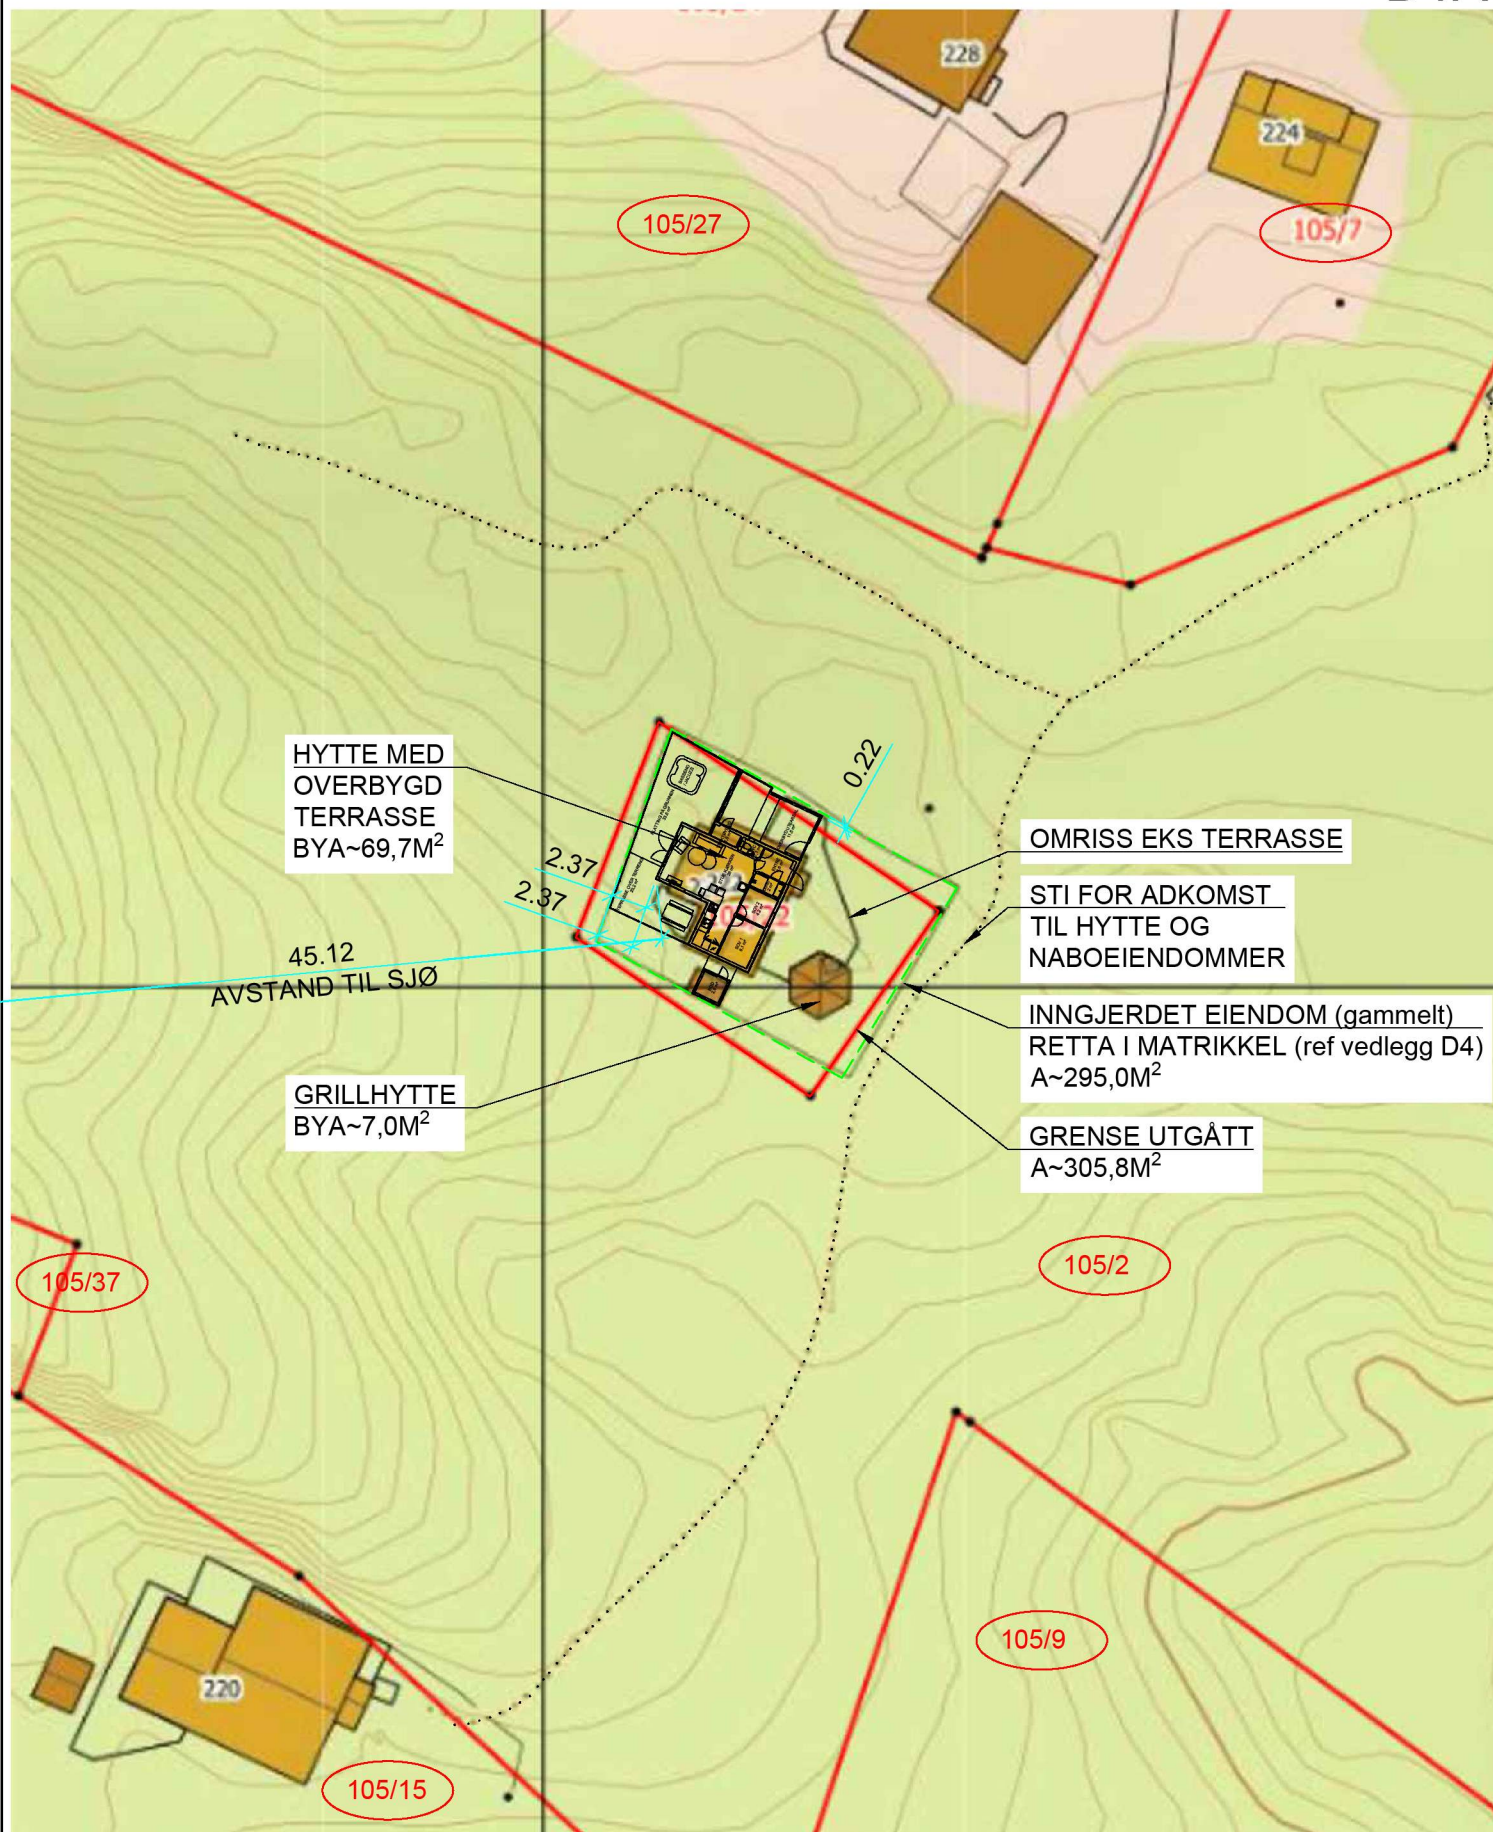 228
224
105/27
105/7
HYTTE MED
OVERBYGD
TERRASSE
BYA~69,7M²
0.22
2.37
2.37
OMRISS EKS TERRASSE
STI FOR ADKOMST
TIL HYTTE OG
NABOEIENDOMMER
45.12
AVSTAND TIL SJØ
INNGJERDET EIENDOM (gammelt)
RETTA I MATRIKKEL (ref vedlegg D4)
A~295,0M²
GRILLHYTTE
BYA~7,0M²
GRENSE UTGÅTT
A~305,8M²
105/37
105/2
105/9
220
105/15